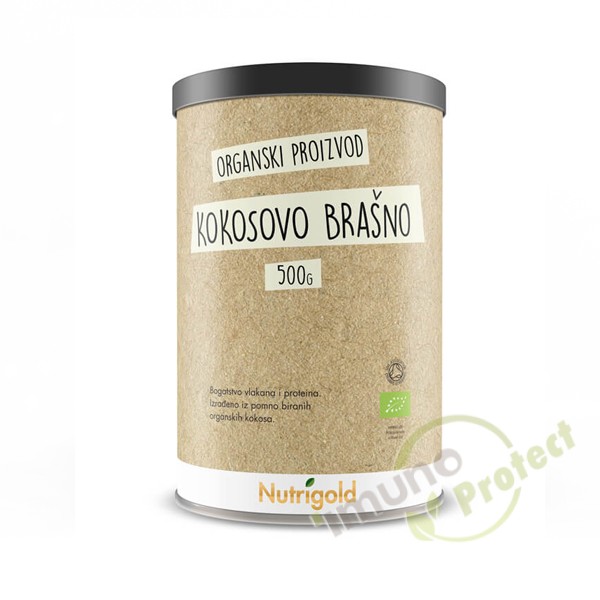 ORGANSKI PROIZVOD
KOKOSOVO BRAŠNO
500G
Bogatstvo vlakana i proteina.
Izrađeno iz pomno biranih
organskih kokosa.
Nutrigold
imuno
Protect